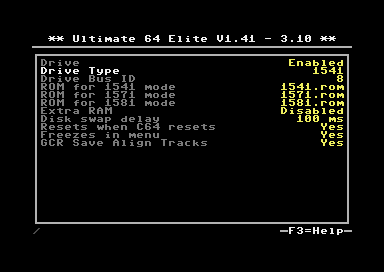 ** Ultimate 64 Elite V1.41 - 3.10 **
Drive Enabled
Drive Type 1541
Drive Bus ID 8
ROM for 1541 mode 1541.rom
ROM for 1571 mode 1571.rom
ROM for 1581 mode 1581.rom
Extra RAM Disabled
Disk swap delay 100 ms
Resets when C64 resets Yes
Freezes in menu Yes
GCR Save Align Tracks Yes
/ —F3=Help—